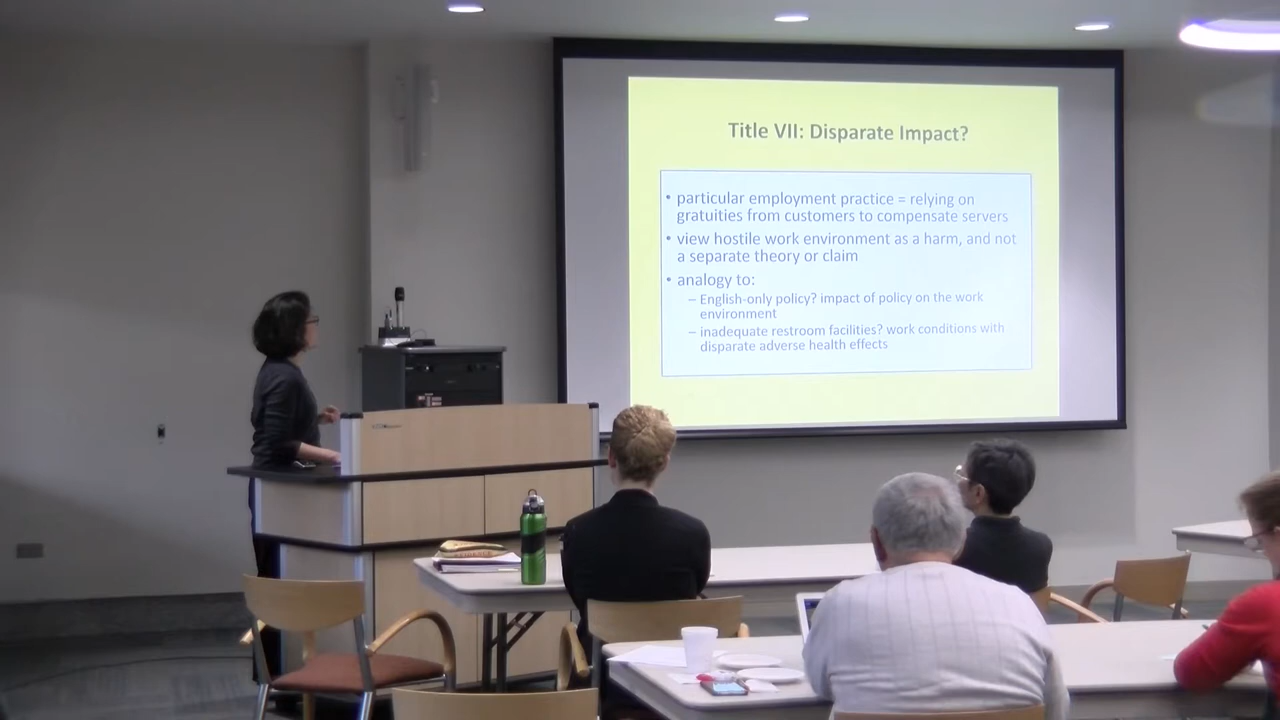 Title VII: Disparate Impact?
• particular employment practice = relying on
gratuities from customers to compensate servers
• view hostile work environment as a harm, and not
a separate theory or claim
• analogy to:
– English-only policy? impact of policy on the work
environment
– inadequate restroom facilities? work conditions with
disparate adverse health effects